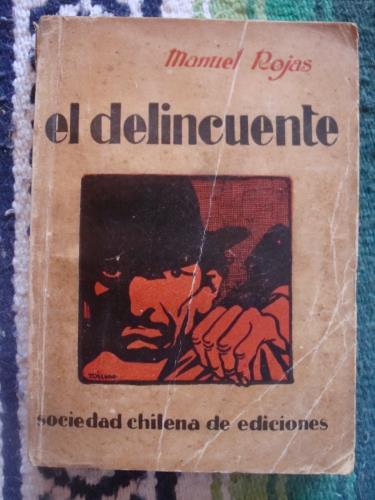 Manuel Rojas
el delincuente
sociedad chilena de ediciones